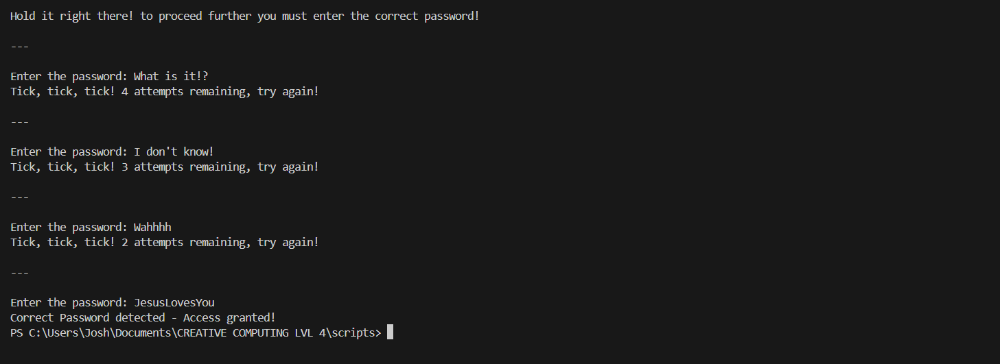 Hold it right there! to proceed further you must enter the correct password!
---
Enter the password: What is it!?
Tick, tick, tick! 4 attempts remaining, try again!
---
Enter the password: I don't know!
Tick, tick, tick! 3 attempts remaining, try again!
---
Enter the password: Wahhhh
Tick, tick, tick! 2 attempts remaining, try again!
---
Enter the password: JesusLovesYou
Correct Password detected - Access granted!
PS C:\Users\Josh\Documents\CREATIVE COMPUTING LVL 4\scripts>